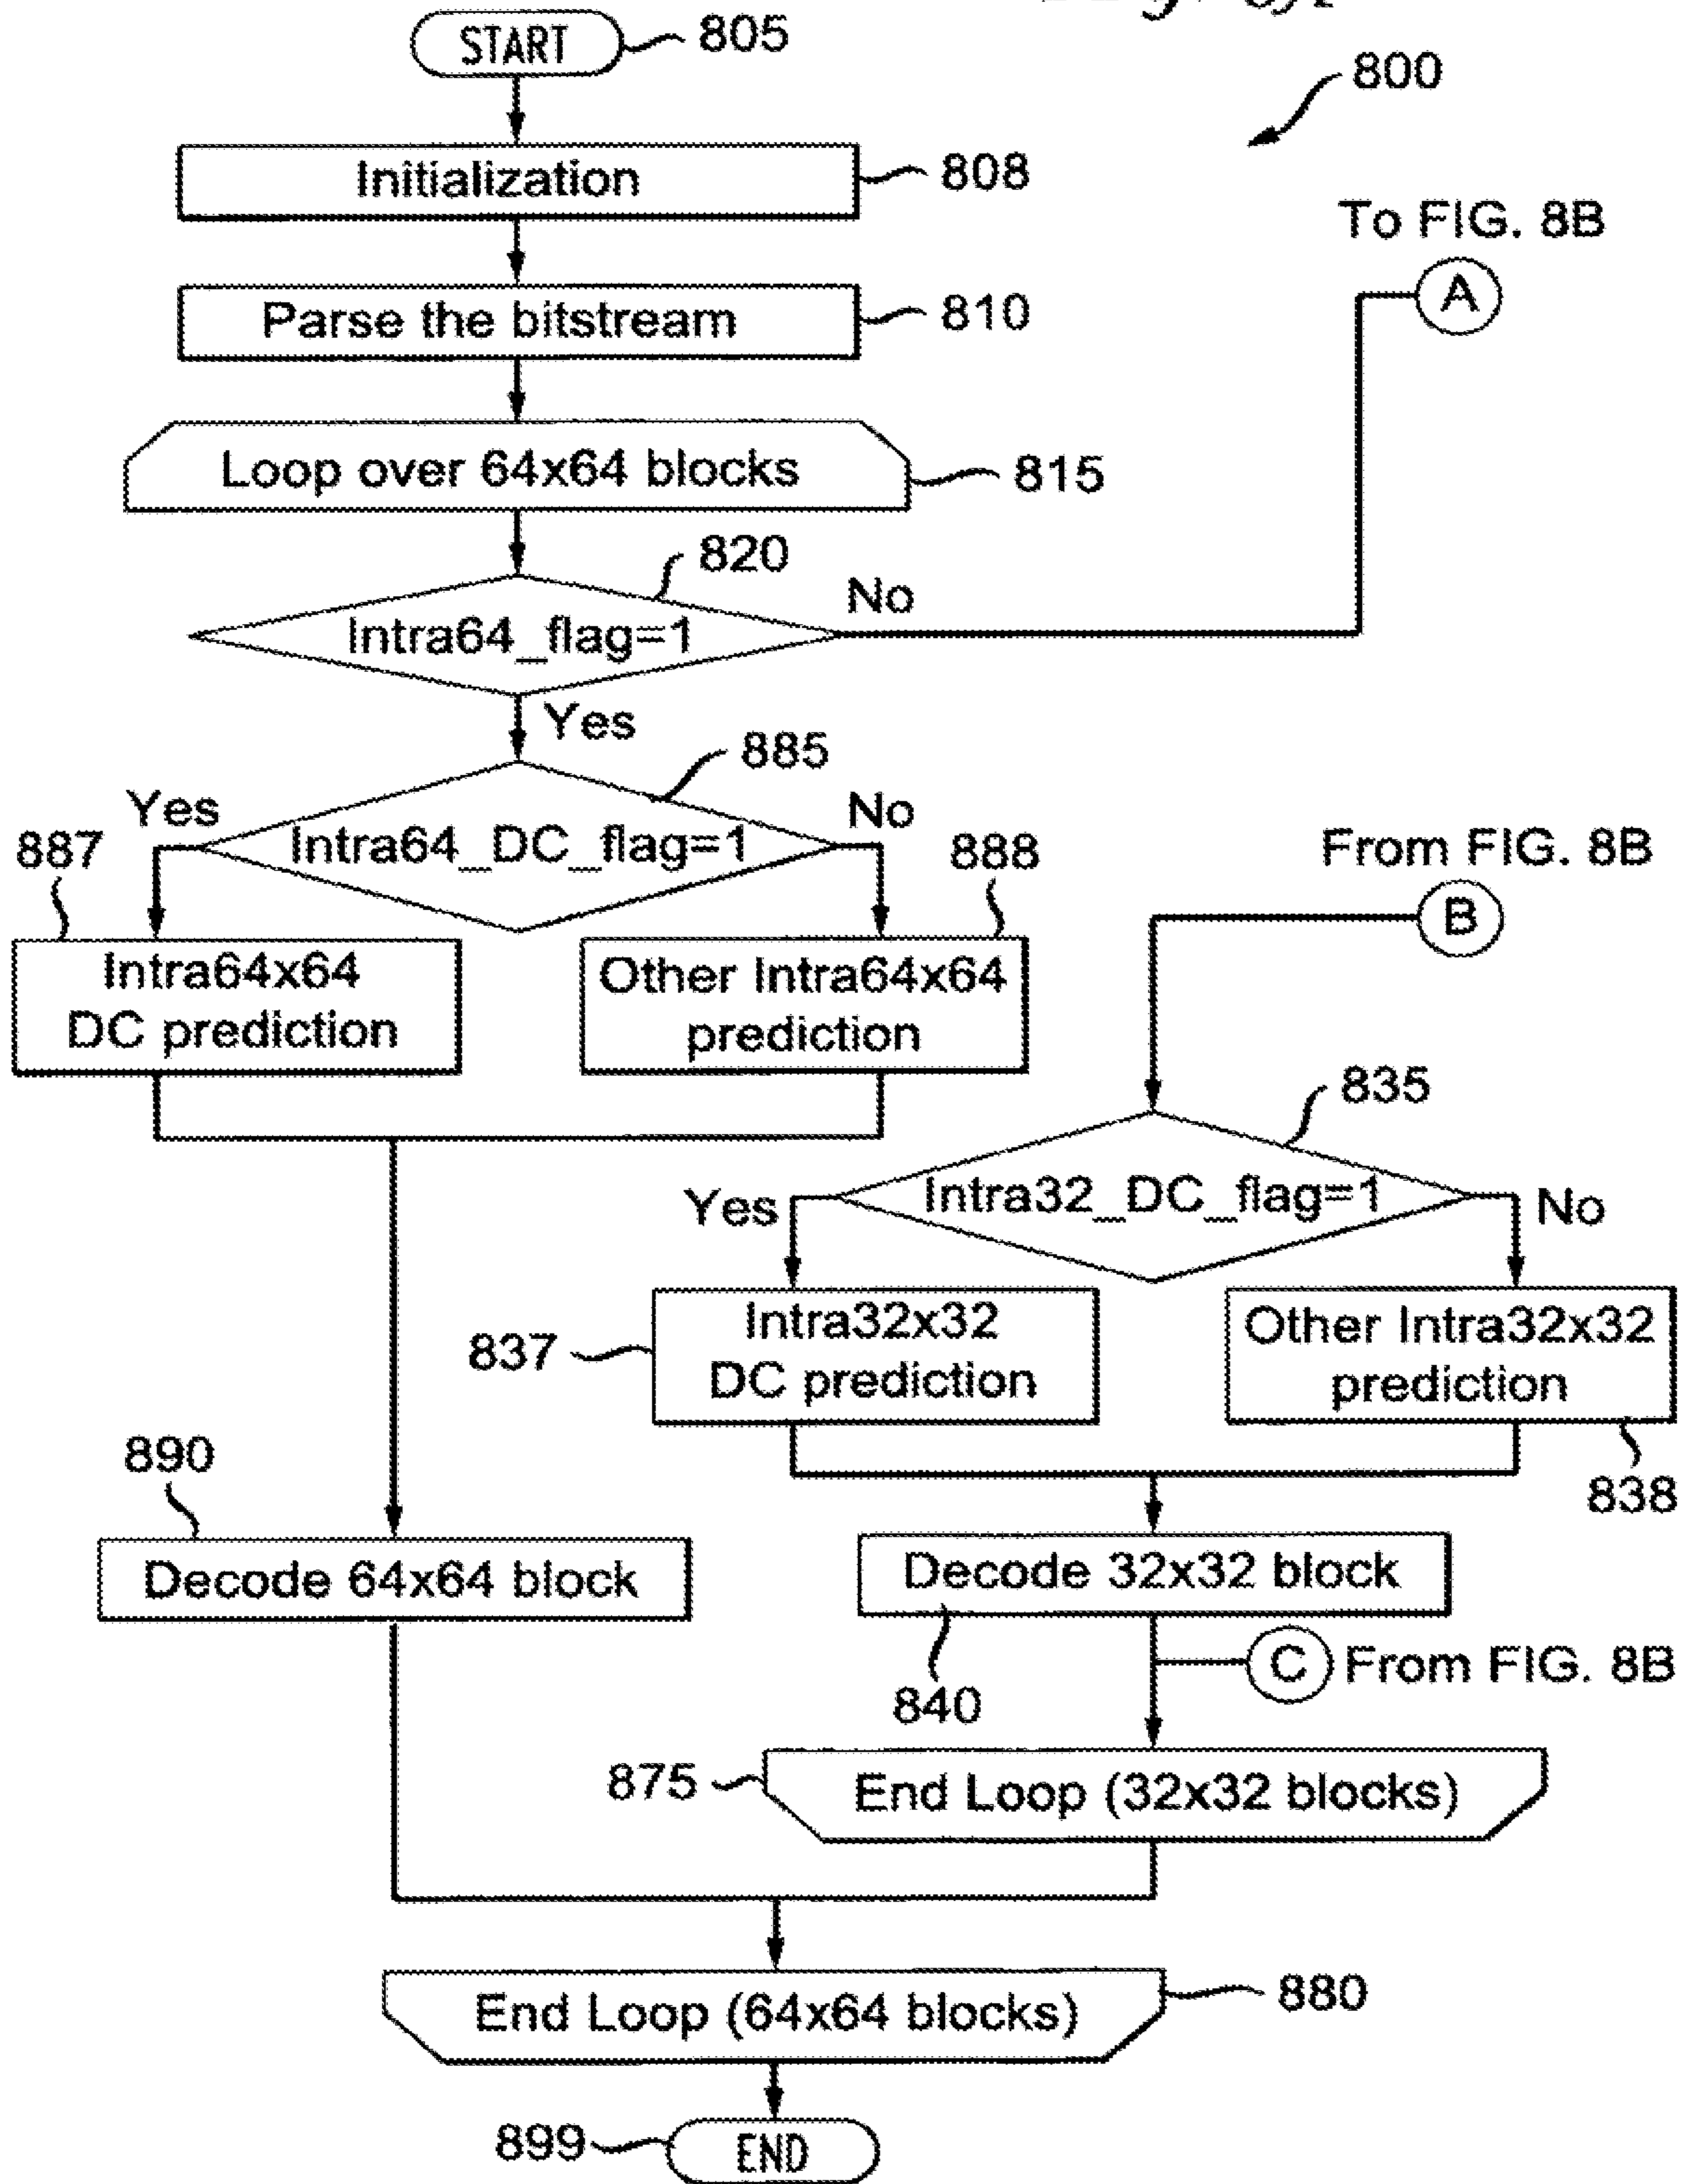 START 805
800
Initialization 808
To FIG. 8B
A
Parse the bitstream 810
Loop over 64x64 blocks 815
820
Intra64_flag=1
No
Yes
885
Intra64_DC_flag=1
Yes
No
887
888
Intra64x64
DC prediction
Other Intra64x64
prediction
From FIG. 8B
B
835
Intra32_DC_flag=1
Yes
No
837
Intra32x32
DC prediction
Other Intra32x32
prediction
838
890
Decode 64x64 block
Decode 32x32 block
840
C From FIG. 8B
875 End Loop (32x32 blocks)
End Loop (64x64 blocks) 880
899 END